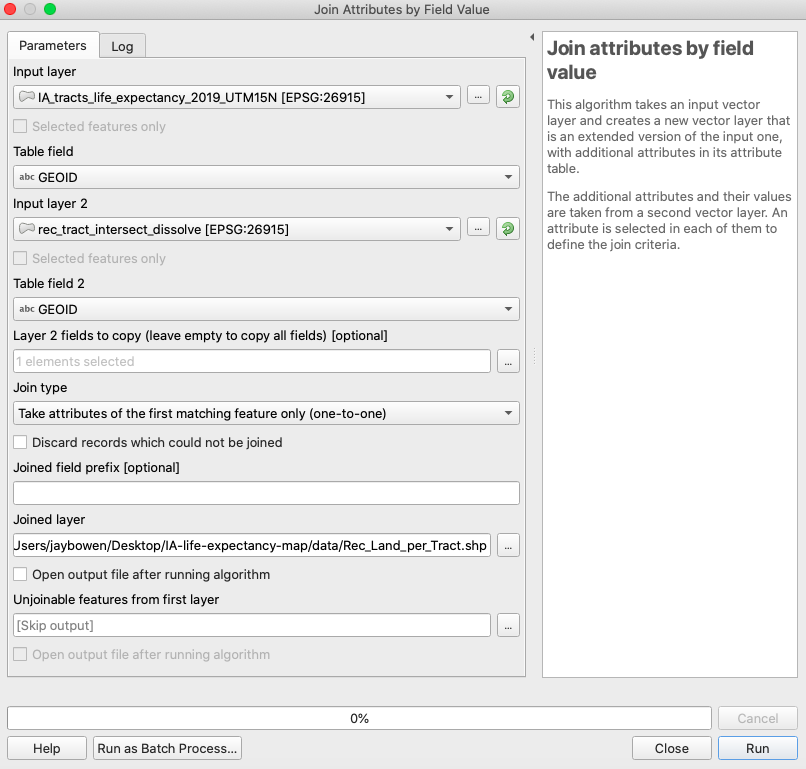 Join Attributes by Field Value
Parameters
Log
Input layer
IA_tracts_life_expectancy_2019_UTM15N [EPSG:26915]
...
Selected features only
Table field
abc GEOID
Input layer 2
rec_tract_intersect_dissolve [EPSG:26915]
...
Selected features only
Table field 2
abc GEOID
Layer 2 fields to copy (leave empty to copy all fields) [optional]
1 elements selected
...
Join type
Take attributes of the first matching feature only (one-to-one)
Discard records which could not be joined
Joined field prefix [optional]
Joined layer
Users/jaybowen/Desktop/IA-life-expectancy-map/data/Rec_Land_per_Tract.shp
...
Open output file after running algorithm
Unjoinable features from first layer
[Skip output]
...
Open output file after running algorithm
Join attributes by field
value
This algorithm takes an input vector
layer and creates a new vector layer that
is an extended version of the input one,
with additional attributes in its attribute
table.
The additional attributes and their values
are taken from a second vector layer. An
attribute is selected in each of them to
define the join criteria.
0%
Cancel
Help
Run as Batch Process...
Close
Run